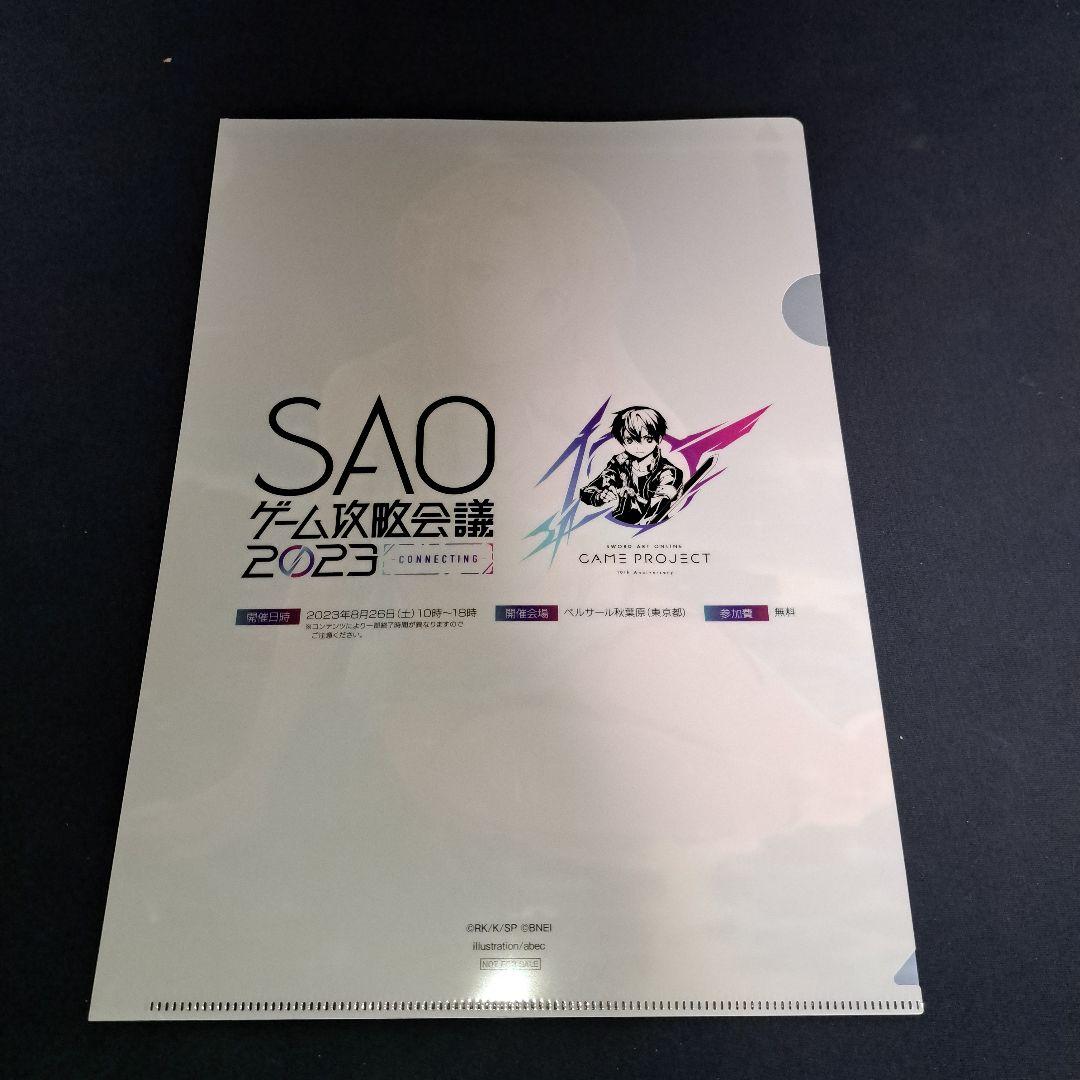 SAO
ゲーム攻略会議
2023 -CONNECTING-
SWORD ART ONLINE
GAME PROJECT
10th Anniversary
開催日時 2023年8月26日(土)10時~18時
※コンテンツにより一部終了時間が異なりますので
ご注意ください。
開催会場 ベルサール秋葉原(東京都)
参加費 無料
©RK/K/SP ©BNEI
illustration/abec
NOT FOR SALE